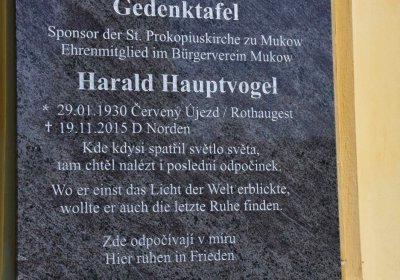 Gedenktafel
Sponsor der St. Prokopiuskirche zu Mukow
Ehrenmitglied im Bürgerverein Mukow
Harald Hauptvogel
* 29.01.1930 Červený Újezd / Rothaugest
✝ 19.11.2015 D Norden
Kde kdysi spatřil světlo světa,
tam chtěl nalézt i poslední odpočinek.
Wo er einst das Licht der Welt erblickte,
wollte er auch die letzte Ruhe finden.
Zde odpočívají v míru
Hier ruhen in Frieden